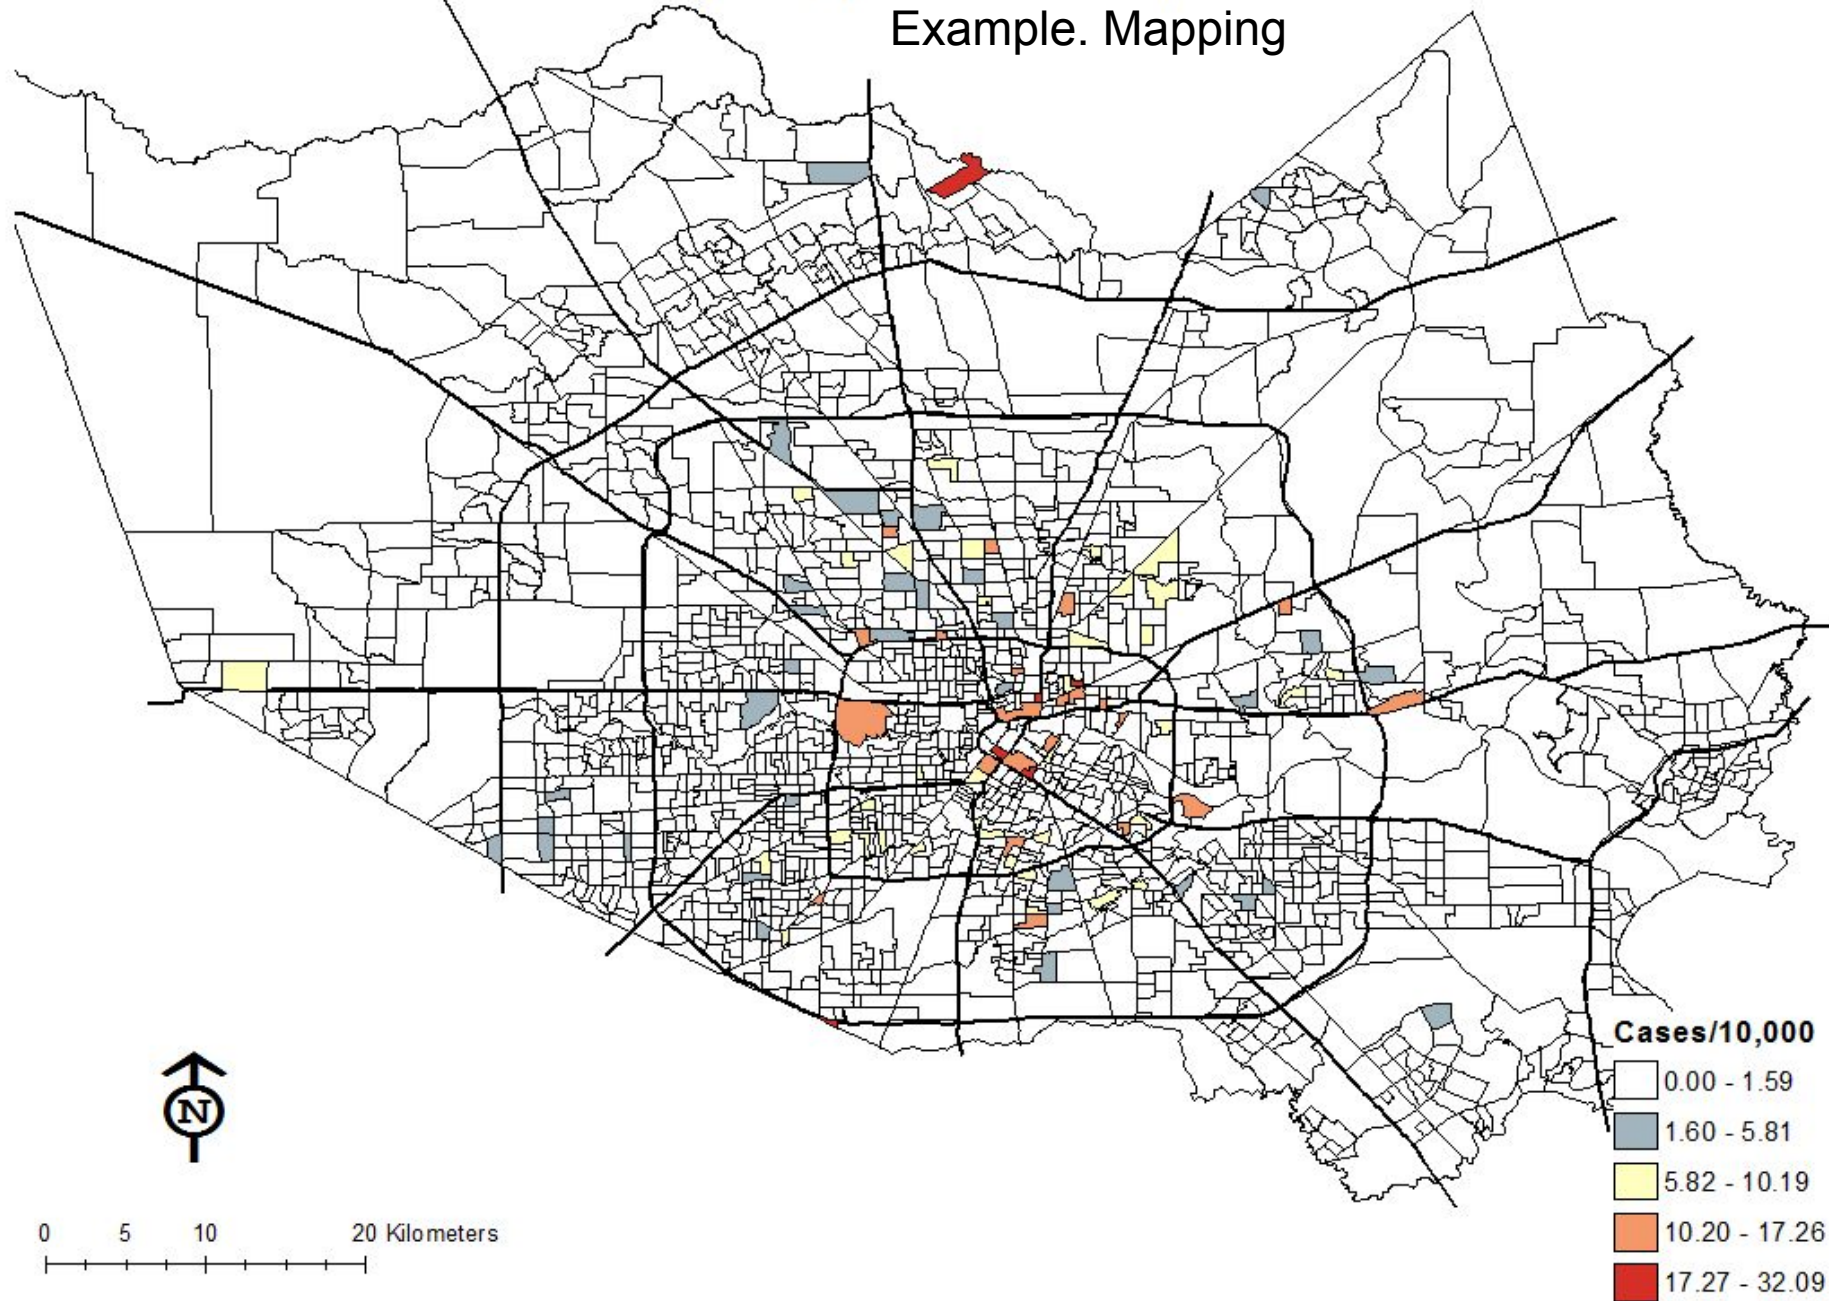 Example. Mapping
N
0 5 10 20 Kilometers
Cases/10,000
0.00 - 1.59
1.60 - 5.81
5.82 - 10.19
10.20 - 17.26
17.27 - 32.09